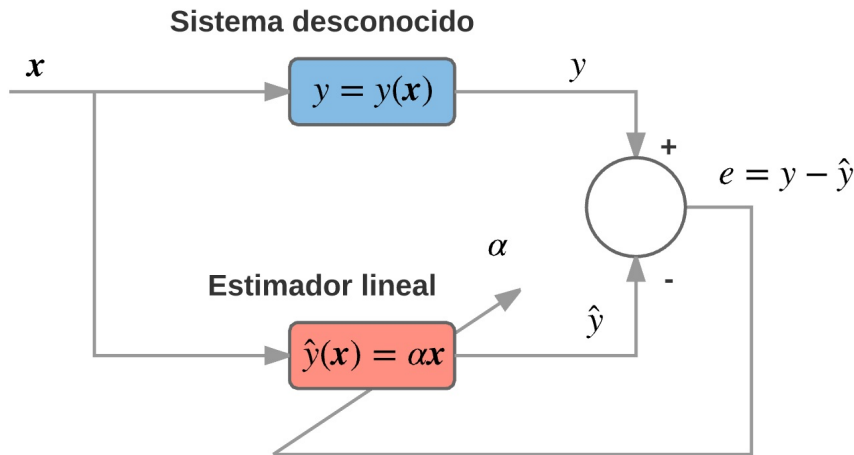 Sistema desconocido
x
y = y(x)
y
+
e = y − ŷ
α
Estimador lineal
-
ŷ
ŷ(x) = αx